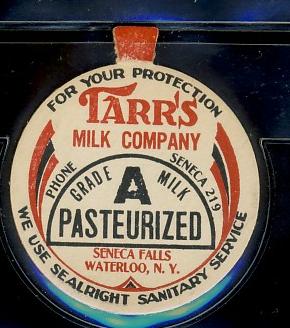 FOR YOUR PROTECTION
TARR'S
MILK COMPANY
PHONE SENECA 219
GRADE A MILK
PASTEURIZED
SENECA FALLS
WATERLOO, N. Y.
WE USE SEALRIGHT SANITARY SERVICE